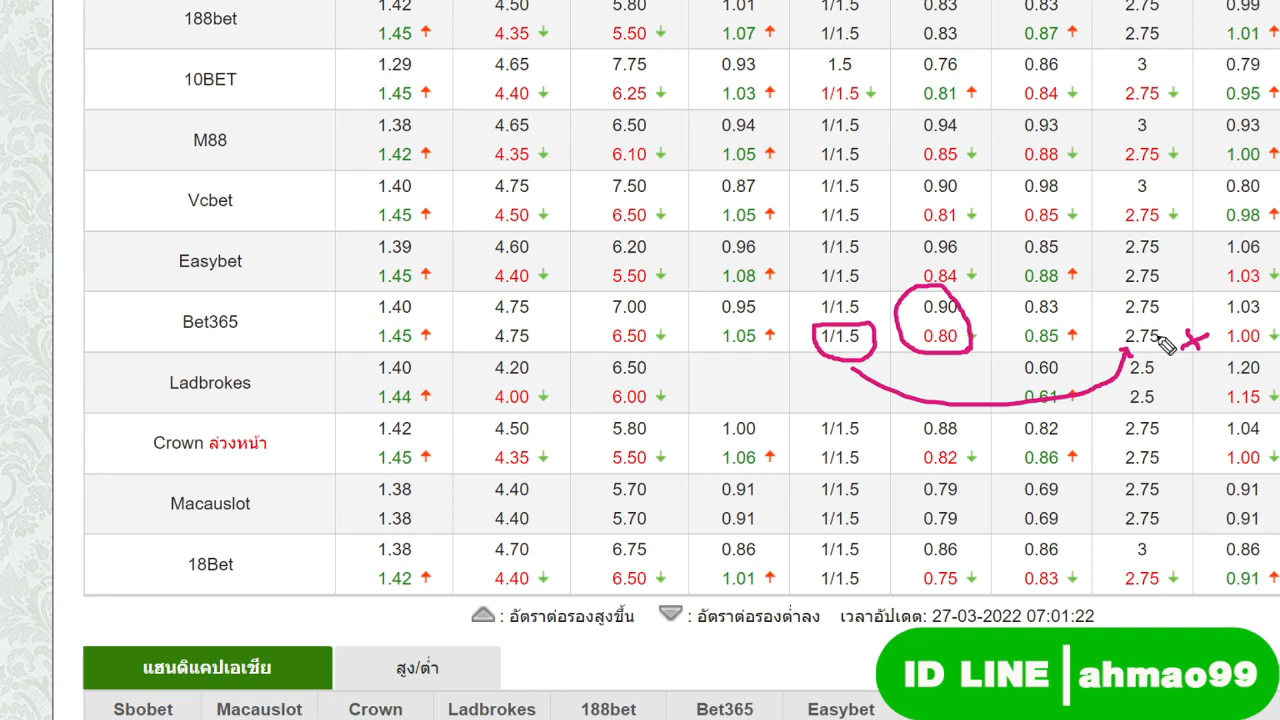 1.42 4.50 5.80 1.01 1/1.5 0.83 0.83 2.75 0.99
188bet
1.45 4.35 5.50 1.07 1/1.5 0.83 0.87 2.75 1.01
1.29 4.65 7.75 0.93 1.5 0.76 0.86 3 0.79
10BET
1.45 4.40 6.25 1.03 1/1.5 0.81 0.84 2.75 0.95
1.38 4.65 6.50 0.94 1/1.5 0.94 0.93 3 0.93
M88
1.42 4.35 6.10 1.05 1/1.5 0.85 0.88 2.75 1.00
1.40 4.75 7.50 0.87 1/1.5 0.90 0.98 3 0.80
Vcbet
1.45 4.50 6.50 1.05 1/1.5 0.81 0.85 2.75 0.98
1.39 4.60 6.20 0.96 1/1.5 0.96 0.85 2.75 1.06
Easybet
1.45 4.40 5.50 1.08 1/1.5 0.84 0.88 2.75 1.03
1.40 4.75 7.00 0.95 1/1.5 0.90 0.83 2.75 1.03
Bet365
1.45 4.75 6.50 1.05 1/1.5 0.80 0.85 2.75 1.00
1.40 4.20 6.50 0.60 2.5 1.20
Ladbrokes
1.44 4.00 6.00 0.61 2.5 1.15
1.42 4.50 5.80 1.00 1/1.5 0.88 0.82 2.75 1.04
Crown ล่วงหน้า
1.45 4.35 5.50 1.06 1/1.5 0.82 0.86 2.75 1.00
1.38 4.40 5.70 0.91 1/1.5 0.79 0.69 2.75 0.91
Macauslot
1.38 4.40 5.70 0.91 1/1.5 0.79 0.69 2.75 0.91
1.38 4.70 6.75 0.86 1/1.5 0.86 0.86 3 0.86
18Bet
1.42 4.40 6.50 1.01 1/1.5 0.75 0.83 2.75 0.91
: อัตราต่อรองสูงขึ้น : อัตราต่อรองต่ำลง เวลาอัปเดต: 27-03-2022 07:01:22
แฮนดิแคปเอเชีย สูง/ต่ำ
ID LINE ahmao99
Sbobet Macauslot Crown Ladbrokes 188bet Bet365 Easybet